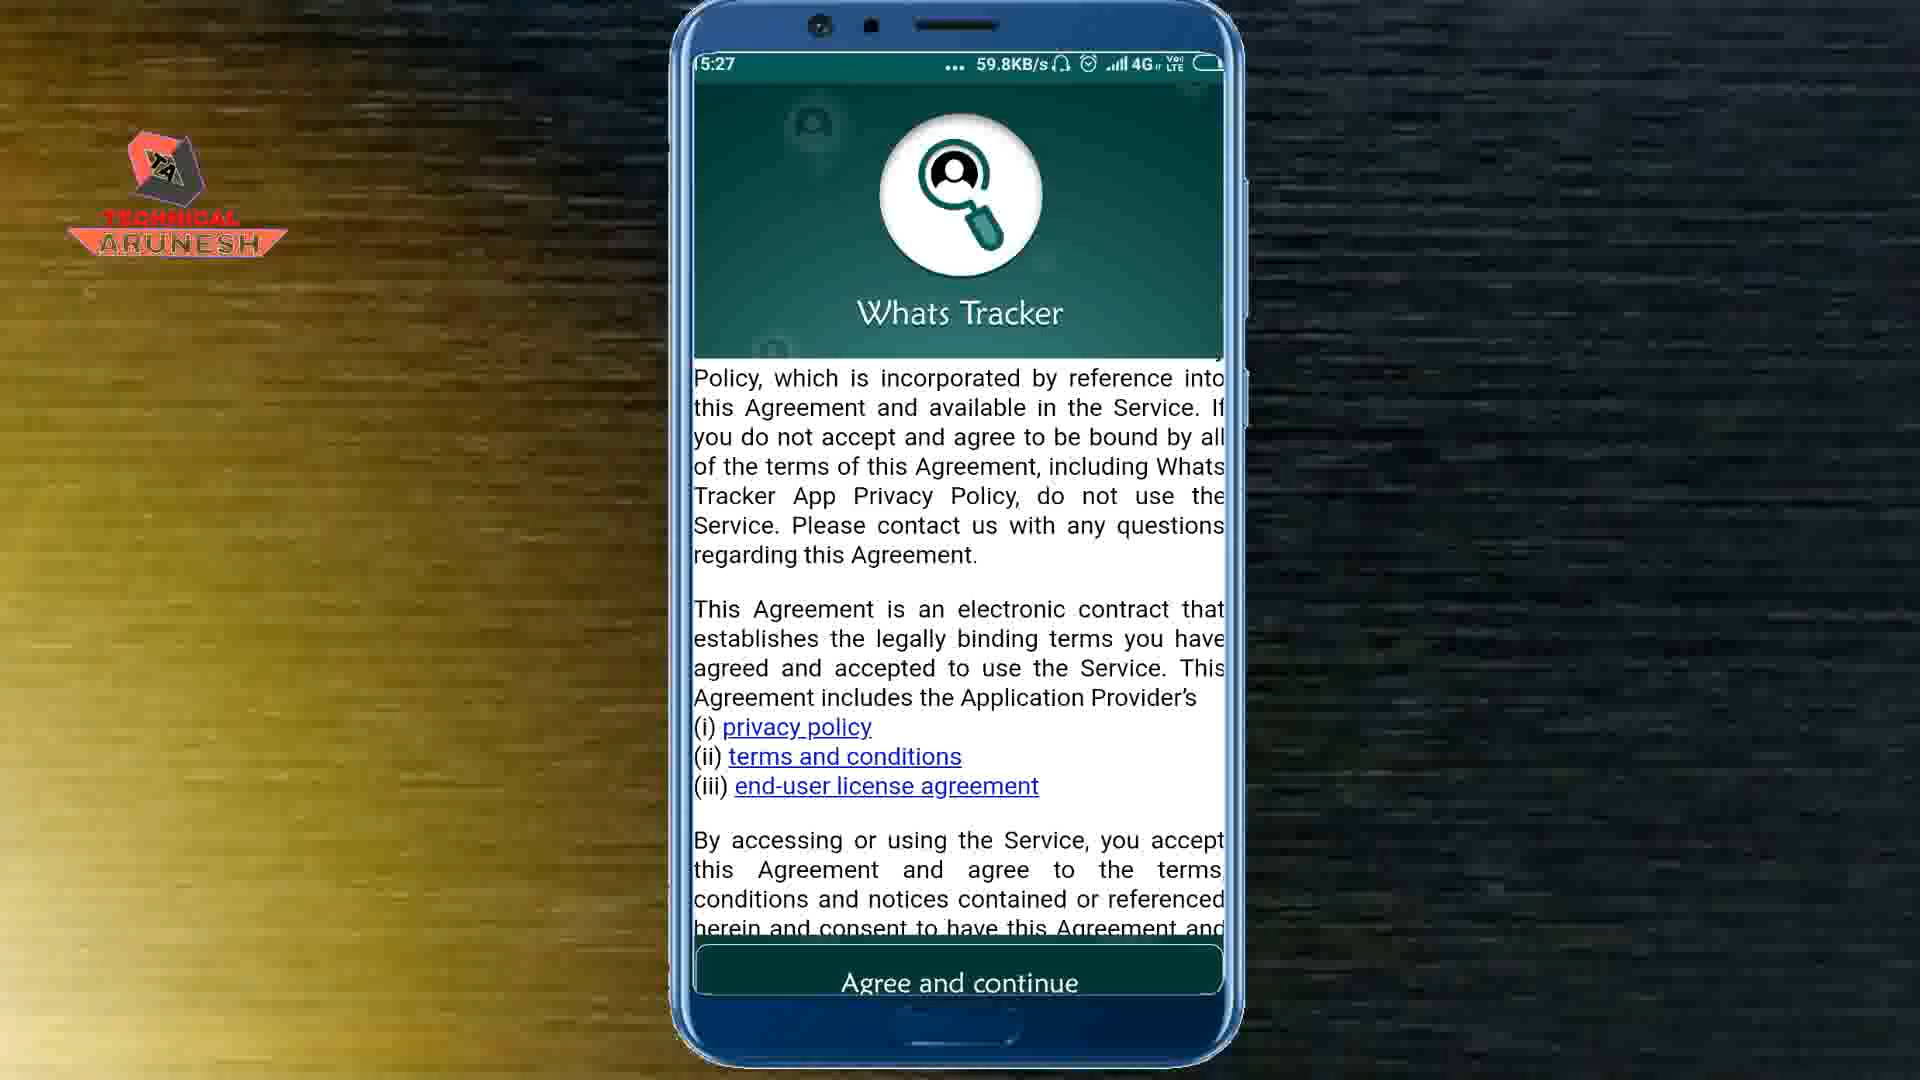 TA
TECHNICAL
ARUNESH
5:27 ... 59.8KB/s 4G Vo) LTE
Whats Tracker
Policy, which is incorporated by reference into
this Agreement and available in the Service. If
you do not accept and agree to be bound by all
of the terms of this Agreement, including Whats
Tracker App Privacy Policy, do not use the
Service. Please contact us with any questions
regarding this Agreement.
This Agreement is an electronic contract that
establishes the legally binding terms you have
agreed and accepted to use the Service. This
Agreement includes the Application Provider’s
(i) privacy policy
(ii) terms and conditions
(iii) end-user license agreement
By accessing or using the Service, you accept
this Agreement and agree to the terms,
conditions and notices contained or referenced
herein and consent to have this Agreement and
Agree and continue